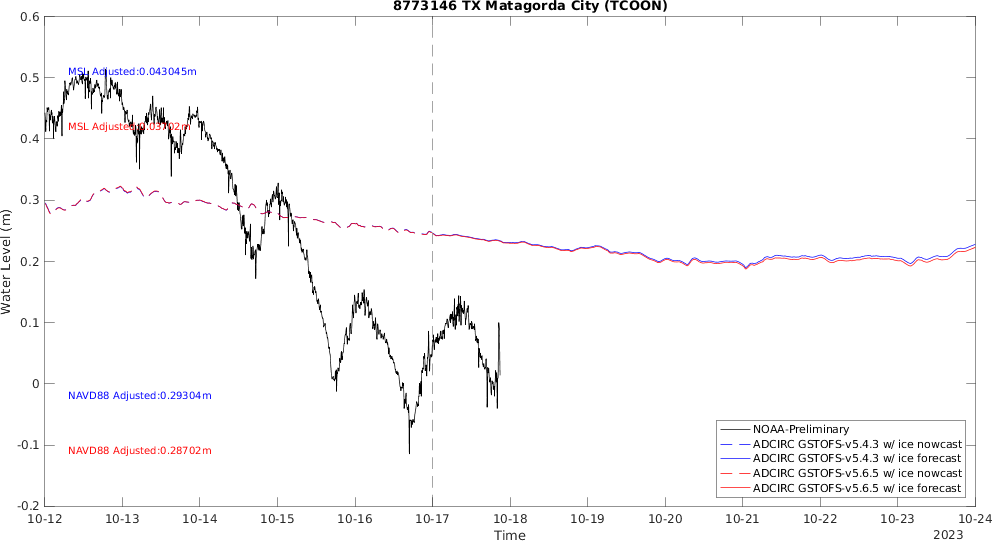 8773146 TX Matagorda City (TCOON)
0.6
0.5
0.4
0.3
0.2
0.1
0
-0.1
-0.2
Water Level (m)
MSL Adjusted:0.043045m
MSL Adjusted:0.03702m
NAVD88 Adjusted:0.29304m
NAVD88 Adjusted:0.28702m
NOAA-Preliminary
ADCIRC GSTOFS-v5.4.3 w/ ice nowcast
ADCIRC GSTOFS-v5.4.3 w/ ice forecast
ADCIRC GSTOFS-v5.6.5 w/ ice nowcast
ADCIRC GSTOFS-v5.6.5 w/ ice forecast
10-12 10-13 10-14 10-15 10-16 10-17 10-18 10-19 10-20 10-21 10-22 10-23 10-24
Time
2023